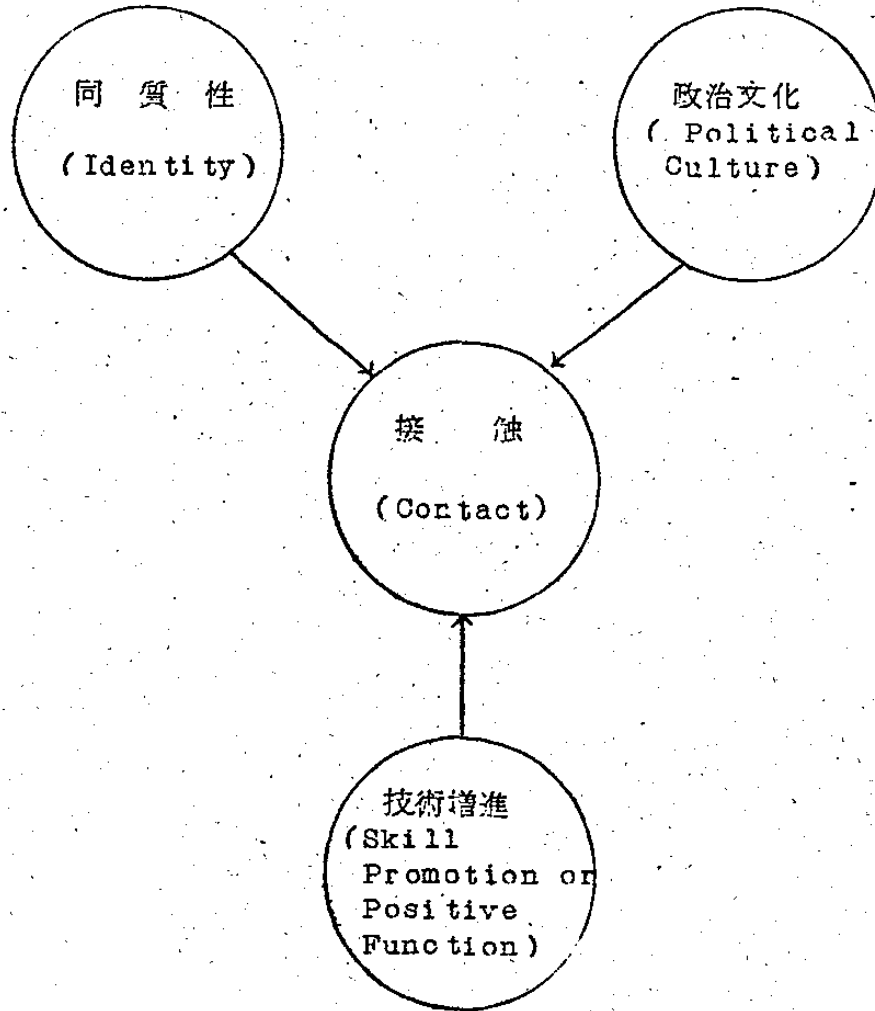 同質性
(Identity)
政治文化
( Political
Culture)
接触
(Contact)
技術増進
(Skill
Promotion or
Positive
Function)